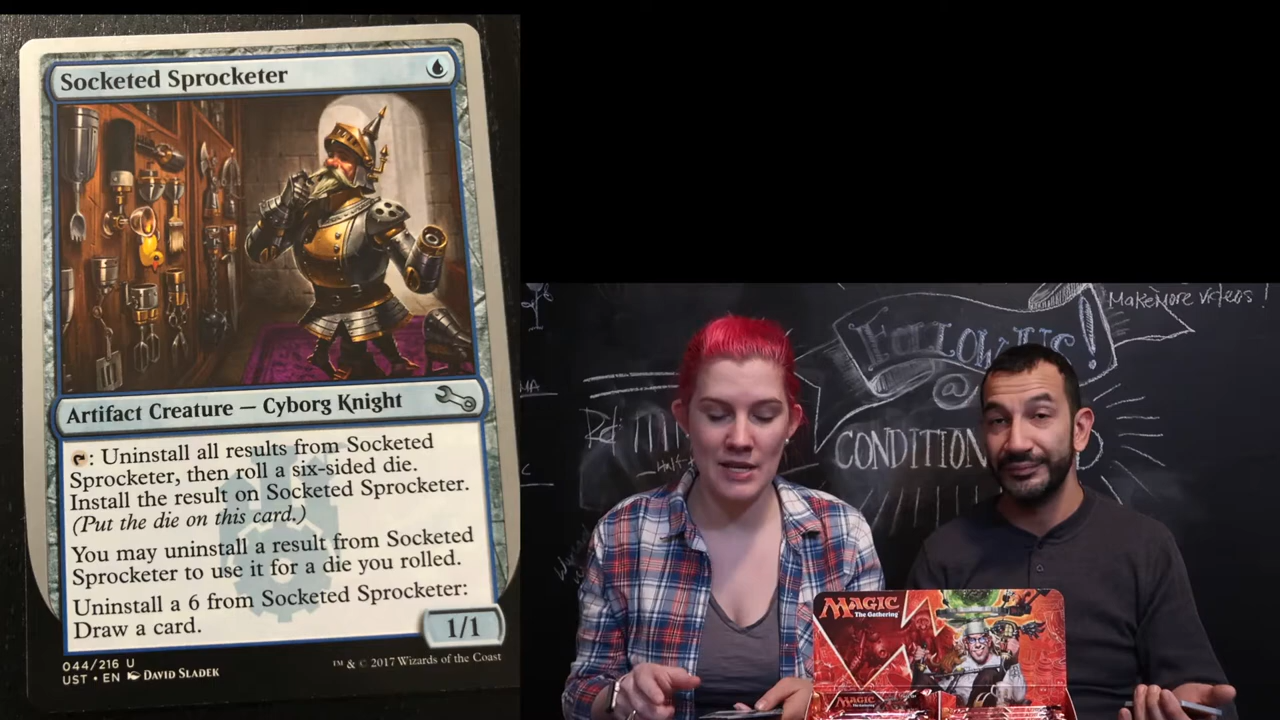 Socketed Sprocketer
Artifact Creature — Cyborg Knight
: Uninstall all results from Socketed
Sprocketer, then roll a six-sided die.
Install the result on Socketed Sprocketer.
(Put the die on this card.)
You may uninstall a result from Socketed
Sprocketer to use it for a die you rolled.
Uninstall a 6 from Socketed Sprocketer:
Draw a card.
1/1
044/216 U
UST • EN DAVID SLADEK
™ & © 2017 Wizards of the Coast
MakeMore Videos !
FOLLOW US!
@
CONDITION
MAGIC
The Gathering
MAGIC